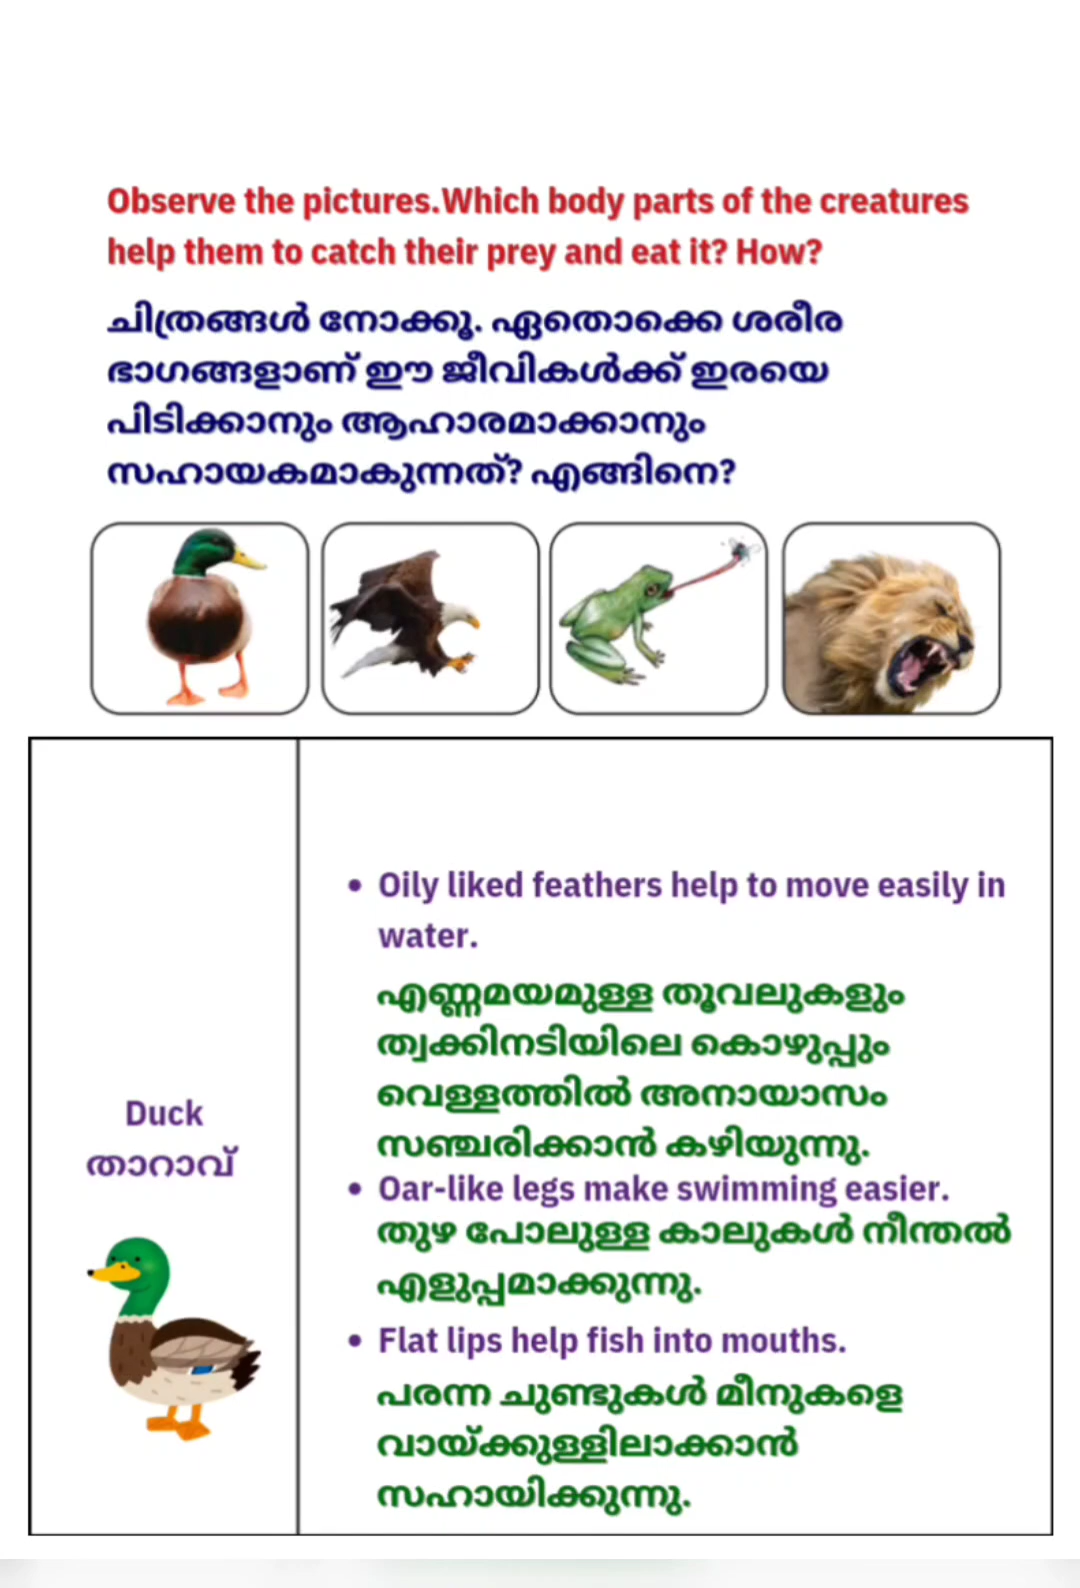 Observe the pictures.Which body parts of the creatures
help them to catch their prey and eat it? How?
ചിത്രങ്ങൾ നോക്കൂ. ഏതൊക്കെ ശരീര
ഭാഗങ്ങളാണ് ഈ ജീവികൾക്ക് ഇരയെ
പിടിക്കാനും ആഹാരമാക്കാനും
സഹായകമാകുന്നത്? എങ്ങിനെ?
Duck
താറാവ്
• Oily liked feathers help to move easily in
water.
എണ്ണമയമുള്ള തൂവലുകളും
ത്വക്കിനടിയിലെ കൊഴുപ്പും
വെള്ളത്തിൽ അനായാസം
സഞ്ചരിക്കാൻ കഴിയുന്നു.
• Oar-like legs make swimming easier.
തുഴ പോലുള്ള കാലുകൾ നീന്തൽ
എളുപ്പമാക്കുന്നു.
• Flat lips help fish into mouths.
പരന്ന ചുണ്ടുകൾ മീനുകളെ
വായ്ക്കുള്ളിലാക്കാൻ
സഹായിക്കുന്നു.